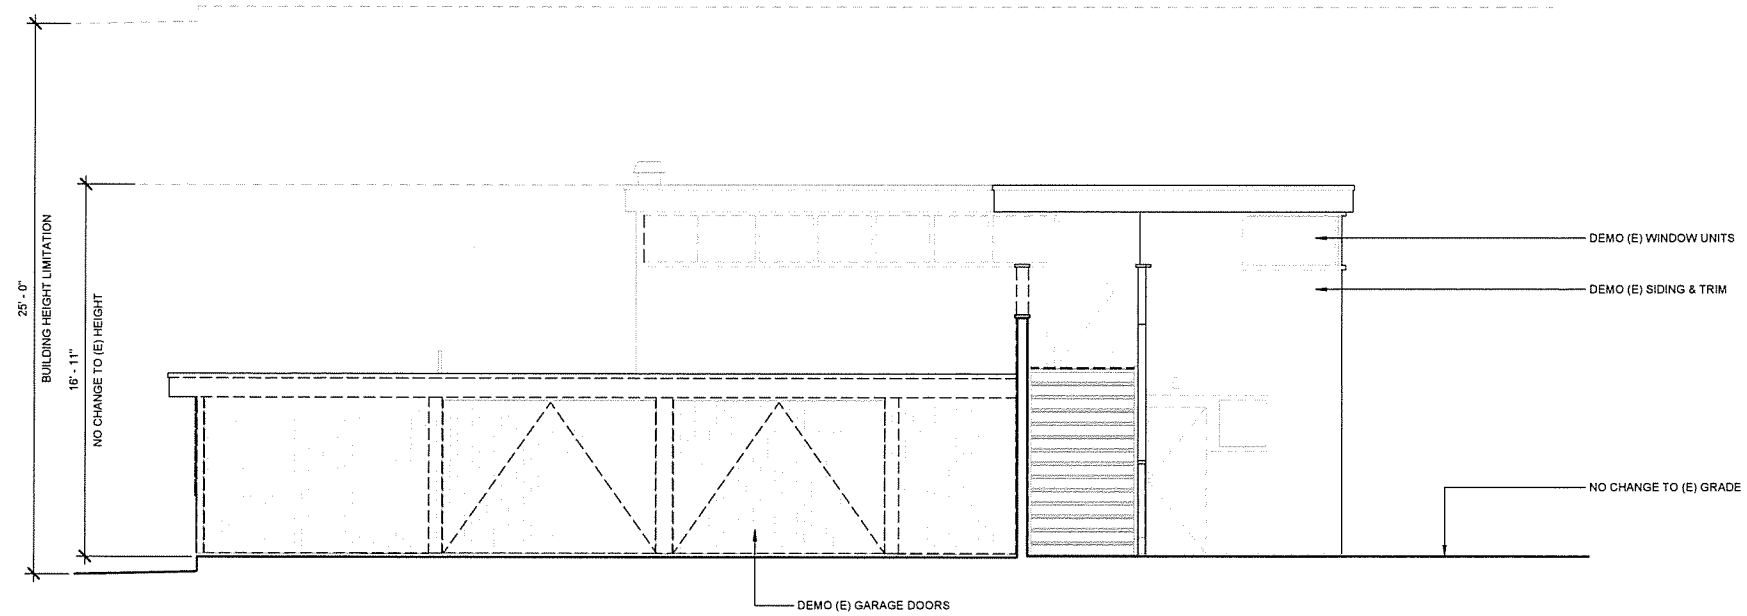 25' - 0"
BUILDING HEIGHT LIMITATION
16' - 11"
NO CHANGE TO (E) HEIGHT
DEMO (E) WINDOW UNITS
DEMO (E) SIDING & TRIM
NO CHANGE TO (E) GRADE
DEMO (E) GARAGE DOORS